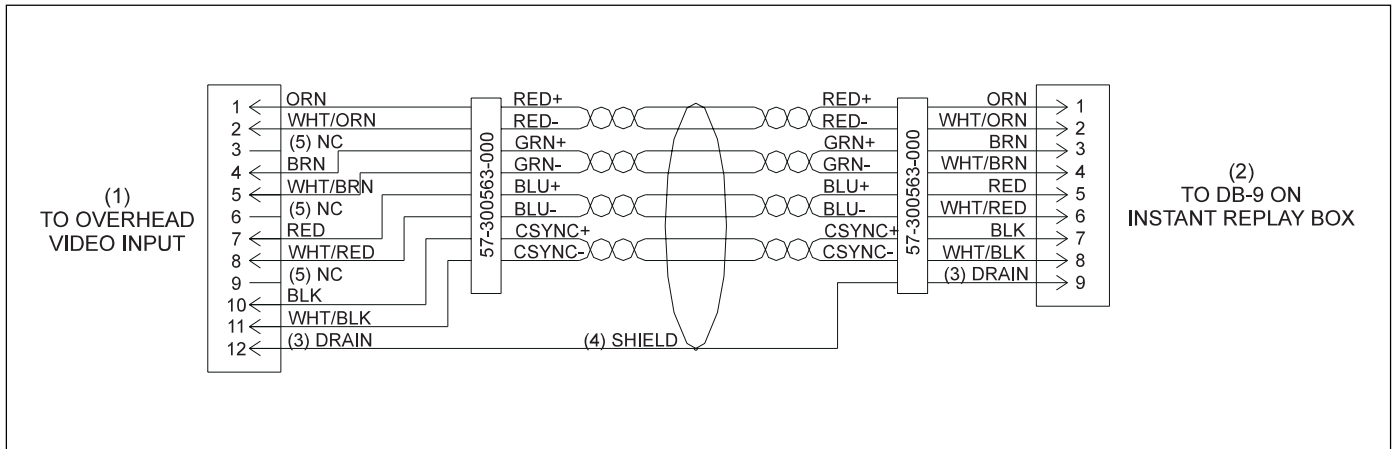 (1)
TO OVERHEAD
VIDEO INPUT
1 ORN
2 WHT/ORN
3 (5) NC
4 BRN
5 WHT/BRN
6 (5) NC
7 RED
8 WHT/RED
9 (5) NC
10 BLK
11 WHT/BLK
12 (3) DRAIN
57-300563-000
RED+
RED-
GRN+
GRN-
BLU+
BLU-
CSYNC+
CSYNC-
(4) SHIELD
RED+
RED-
GRN+
GRN-
BLU+
BLU-
CSYNC+
CSYNC-
57-300563-000
ORN 1
WHT/ORN 2
BRN 3
WHT/BRN 4
RED 5
WHT/RED 6
BLK 7
WHT/BLK 8
(3) DRAIN 9
(2)
TO DB-9 ON
INSTANT REPLAY BOX